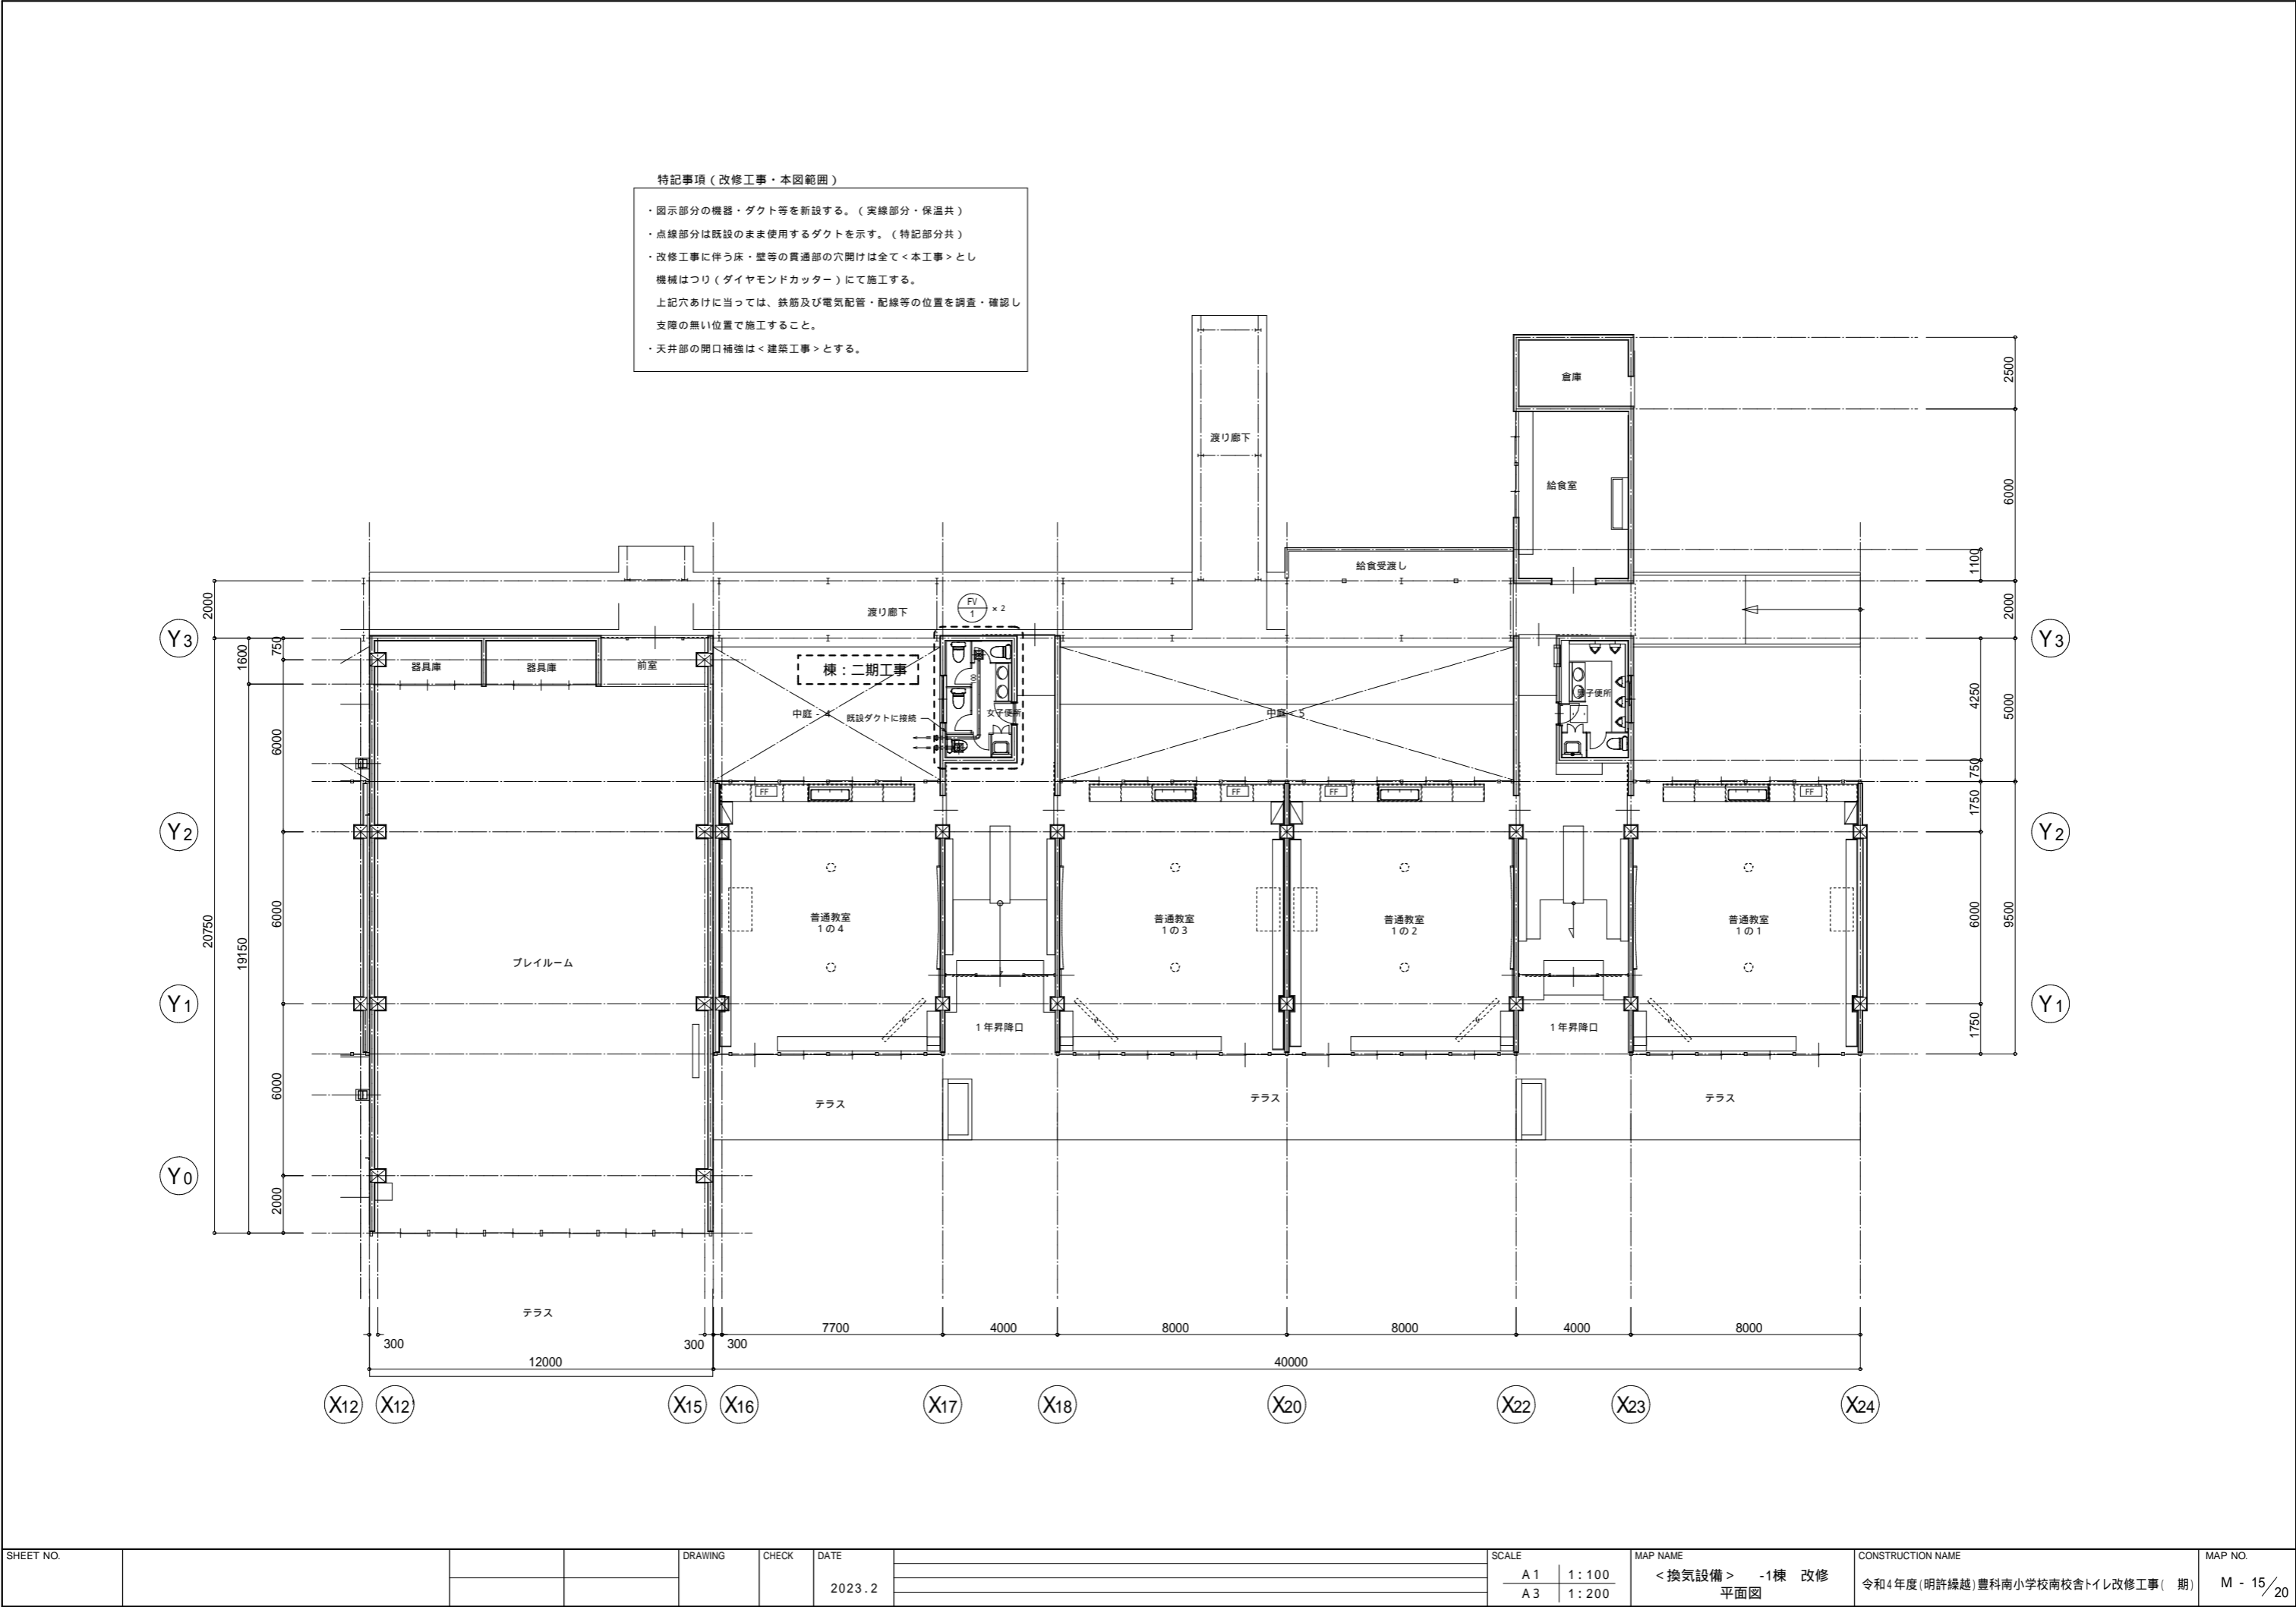 特記事項（改修工事・本図範囲）
・図示部分の機器・ダクト等を新設する。（実線部分・保温共）
・点線部分は既設のまま使用するダクトを示す。（特記部分共）
・改修工事に伴う床・壁等の貫通部の穴開けは全て＜本工事＞とし
機械はつり（ダイヤモンドカッター）にて施工する。
上記穴あけに当っては、鉄筋及び電気配管・配線等の位置を調査・確認し
支障の無い位置で施工すること。
・天井部の開口補強は＜建築工事＞とする。
倉庫
2500
渡り廊下
給食室
6000
給食受渡し
1100
渡り廊下
FV
1
×2
2000
2000
Y3
750
1600
器具庫
器具庫
前室
棟：二期工事
中庭-4
既設ダクトに接続
女子便所
中庭-5
男子便所
4250
5000
Y3
6000
750
FF
FF
FF
FF
1750
Y2
Y2
普通教室
1の4
普通教室
1の3
普通教室
1の2
普通教室
1の1
20750
19150
6000
プレイルーム
6000
9500
Y1
Y1
1年昇降口
1年昇降口
1750
6000
テラス
テラス
テラス
Y0
2000
テラス
300
300
300
7700
4000
8000
8000
4000
8000
12000
40000
X12
X12
X15
X16
X17
X18
X20
X22
X23
X24
SHEET NO.
DRAWING
CHECK
DATE
2023.2
SCALE
A1 1:100
A3 1:200
MAP NAME
＜換気設備＞ -1棟 改修
平面図
CONSTRUCTION NAME
令和4年度(明許繰越)豊科南小学校南校舎トイレ改修工事( 期)
MAP NO.
M - 15/20